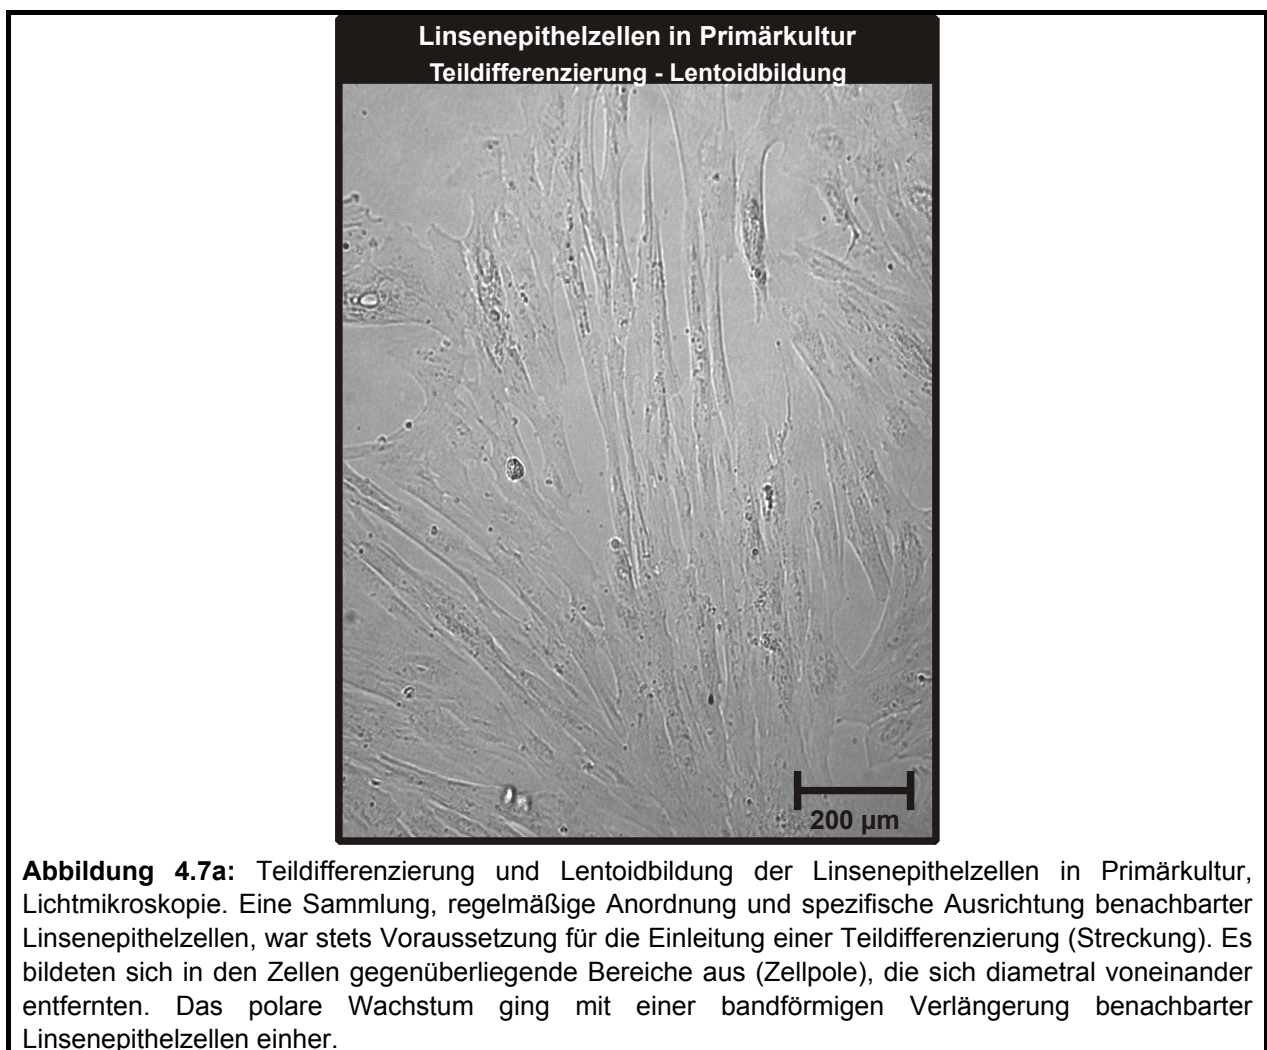 Linsenepithelzellen in Primärkultur
Teildifferenzierung - Lentoidbildung
200 µm
Abbildung 4.7a: Teildifferenzierung und Lentoidbildung der Linsenepithelzellen in Primärkultur,
Lichtmikroskopie. Eine Sammlung, regelmäßige Anordnung und spezifische Ausrichtung benachbarter
Linsenepithelzellen, war stets Voraussetzung für die Einleitung einer Teildifferenzierung (Streckung). Es
bildeten sich in den Zellen gegenüberliegende Bereiche aus (Zellpole), die sich diametral voneinander
entfernten. Das polare Wachstum ging mit einer bandförmigen Verlängerung benachbarter
Linsenepithelzellen einher.